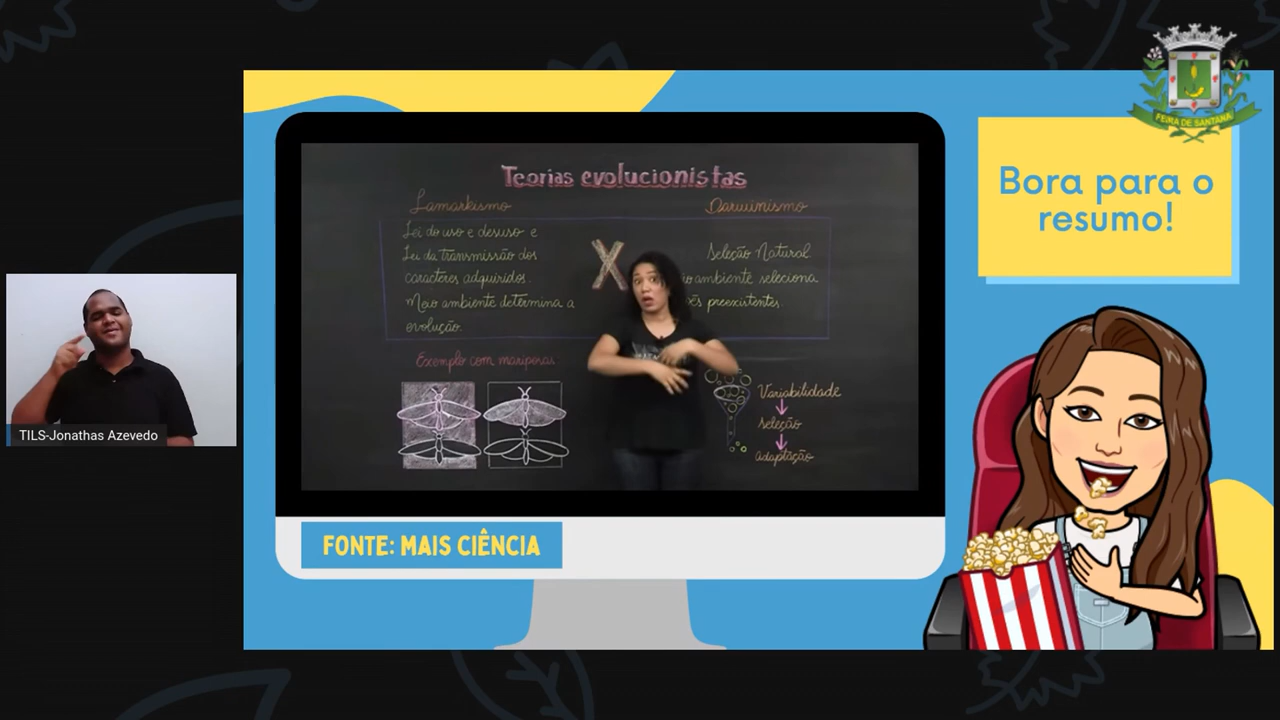 FEIRA DE SANTANA
Bora para o
resumo!
Teorias evolucionistas
Lamarkismo
Lei do uso e desuso e
Lei da transmissão dos
caracteres adquiridos.
Meio ambiente determina a
evolução.
X
Darwinismo
Seleção Natural
ambiente seleciona
preexistentes.
Exemplo com mariposas:
Variabilidade
Seleção
adaptação
TILS-Jonathas Azevedo
FONTE: MAIS CIÊNCIA